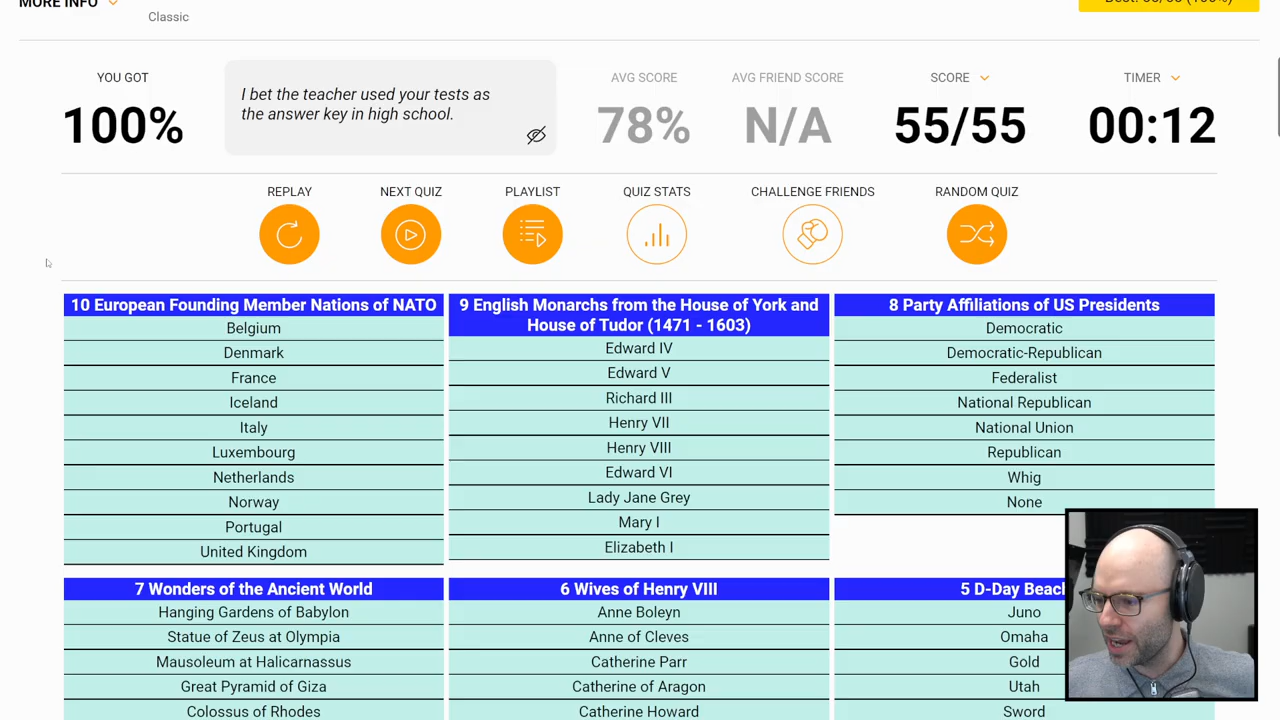 MORE INFO
Classic
YOU GOT
100%
I bet the teacher used your tests as
the answer key in high school.
AVG SCORE
78%
AVG FRIEND SCORE
N/A
SCORE
55/55
TIMER
00:12
REPLAY
NEXT QUIZ
PLAYLIST
QUIZ STATS
CHALLENGE FRIENDS
RANDOM QUIZ
10 European Founding Member Nations of NATO
Belgium
Denmark
France
Iceland
Italy
Luxembourg
Netherlands
Norway
Portugal
United Kingdom
9 English Monarchs from the House of York and
House of Tudor (1471 - 1603)
Edward IV
Edward V
Richard III
Henry VII
Henry VIII
Edward VI
Lady Jane Grey
Mary I
Elizabeth I
8 Party Affiliations of US Presidents
Democratic
Democratic-Republican
Federalist
National Republican
National Union
Republican
Whig
None
7 Wonders of the Ancient World
Hanging Gardens of Babylon
Statue of Zeus at Olympia
Mausoleum at Halicarnassus
Great Pyramid of Giza
Colossus of Rhodes
6 Wives of Henry VIII
Anne Boleyn
Anne of Cleves
Catherine Parr
Catherine of Aragon
Catherine Howard
5 D-Day Beac
Juno
Omaha
Gold
Utah
Sword